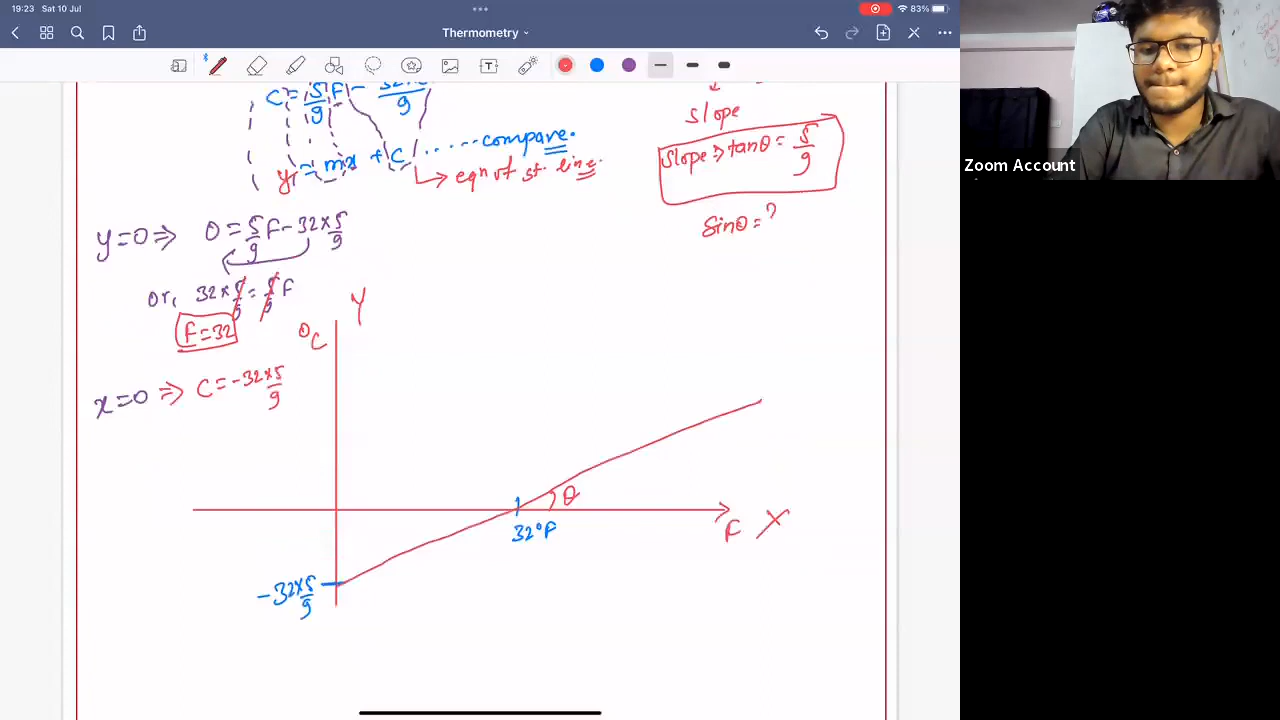 19:23 Sat 10 Jul
83%
Thermometry
C = 5/9 F - 32×5/9
y = mx + C ...... compare.
eqn of st. line.
slope
slope ⇒ tanθ = 5/9
sinθ = ?
y=0 ⇒ 0 = 5/9 F - 32×5/9
or, 32×5/9 = 5/9 F
F=32
x=0 ⇒ C = -32×5/9
°C
Y
θ
32°F
F X
-32×5/9
Zoom Account